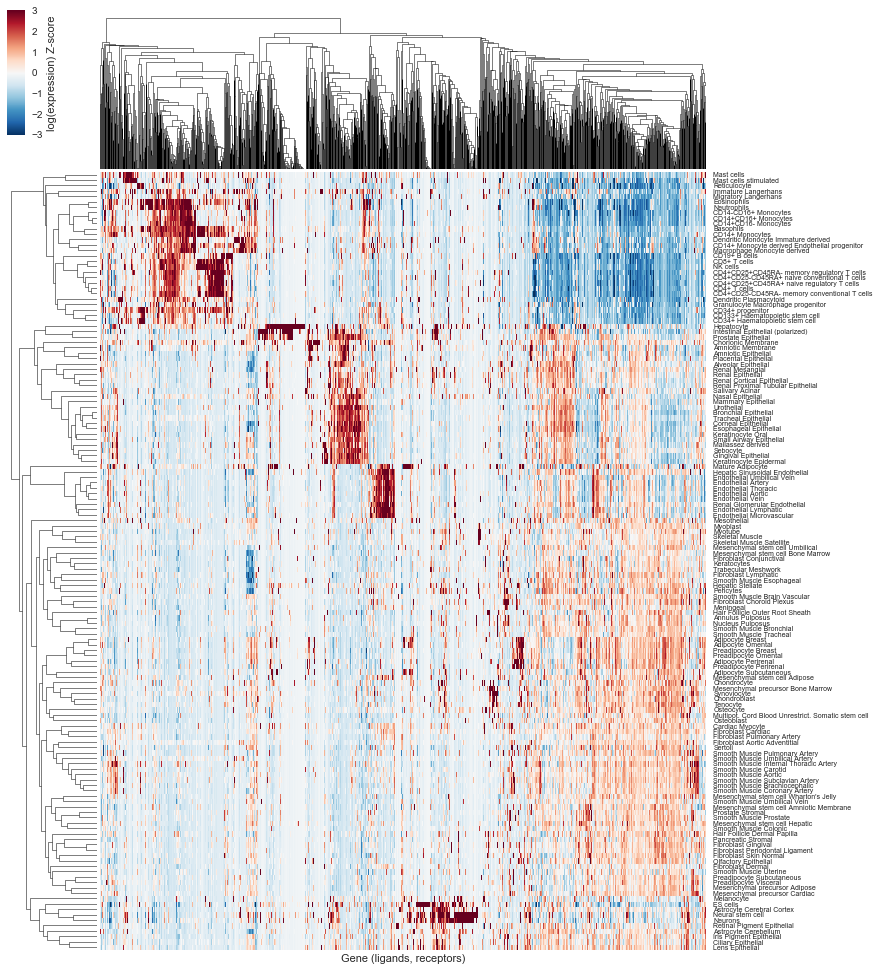 3
2
1
0
−1
−2
−3
log(expression) Z-score
Mast cells
Mast cells stimulated
Reticulocyte
Immature Langerhans
Migratory Langerhans
Eosinophils
Neutrophils
CD14-CD16+ Monocytes
CD14+CD16+ Monocytes
CD14+CD16- Monocytes
Basophils
CD14+ Monocytes
Dendritic Monocyte Immature derived
CD14+ Monocyte derived Endothelial progenitor
Macrophage Monocyte derived
CD19+ B cells
CD8+ T cells
NK cells
CD4+CD25+CD45RA- memory regulatory T cells
CD4+CD25-CD45RA+ naive conventional T cells
CD4+CD25+CD45RA+ naive regulatory T cells
CD4+ T cells
CD4+CD25-CD45RA- memory conventional T cells
Dendritic Plasmacytoid
Granulocyte Macrophage progenitor
CD34+ progenitor
CD133+ Haematopoietic stem cell
CD34+ Haematopoietic stem cell
Hepatocyte
Intestinal Epithelial (polarized)
Prostate Epithelial
Chorionic Membrane
Amniotic Membrane
Amniotic Epithelial
Placental Epithelial
Alveolar Epithelial
Renal Mesangial
Renal Epithelial
Renal Cortical Epithelial
Renal Proximal Tubular Epithelial
Salivary Acinar
Nasal Epithelial
Mammary Epithelial
Urothelial
Bronchial Epithelial
Tracheal Epithelial
Corneal Epithelial
Esophageal Epithelial
Keratinocyte Oral
Small Airway Epithelial
Mallassez derived
Sebocyte
Gingival Epithelial
Keratinocyte Epidermal
Mature Adipocyte
Hepatic Sinusoidal Endothelial
Endothelial Umbilical Vein
Endothelial Artery
Endothelial Thoracic
Endothelial Aortic
Endothelial Vein
Renal Glomerular Endothelial
Endothelial Lymphatic
Endothelial Microvascular
Mesothelial
Myoblast
Myotube
Skeletal Muscle
Skeletal Muscle Satellite
Mesenchymal stem cell Umbilical
Mesenchymal stem cell Bone Marrow
Fibroblast Conjunctival
Keratocytes
Trabecular Meshwork
Fibroblast Lymphatic
Smooth Muscle Esophageal
Hepatic Stellate
Pericytes
Smooth Muscle Brain Vascular
Fibroblast Choroid Plexus
Meningeal
Hair Follicle Outer Root Sheath
Annulus Pulposus
Nucleus Pulposus
Smooth Muscle Bronchial
Smooth Muscle Tracheal
Adipocyte Breast
Adipocyte Omental
Preadipocyte Breast
Preadipocyte Omental
Adipocyte Perirenal
Preadipocyte Perirenal
Adipocyte Subcutaneous
Mesenchymal stem cell Adipose
Chondrocyte
Mesenchymal precursor Bone Marrow
Synoviocyte
Chondroblast
Tenocyte
Osteocyte
Multipot. Cord Blood Unrestrict. Somatic stem cell
Osteoblast
Cardiac Myocyte
Fibroblast Cardiac
Fibroblast Pulmonary Artery
Fibroblast Aortic Adventitial
Sertoli
Smooth Muscle Pulmonary Artery
Smooth Muscle Umbilical Artery
Smooth Muscle Internal Thoracic Artery
Smooth Muscle Carotid
Smooth Muscle Aortic
Smooth Muscle Subclavian Artery
Smooth Muscle Brachiocephalic
Smooth Muscle Coronary Artery
Mesenchymal stem cell Wharton's Jelly
Smooth Muscle Umbilical Vein
Mesenchymal stem cell Amniotic Membrane
Prostate Stromal
Smooth Muscle Prostate
Mesenchymal stem cell Hepatic
Smooth Muscle Colonic
Hair Follicle Dermal Papilla
Pancreatic Stromal
Fibroblast Gingival
Fibroblast Periodontal Ligament
Fibroblast Skin Normal
Olfactory Epithelial
Fibroblast Dermal
Smooth Muscle Uterine
Preadipocyte Subcutaneous
Preadipocyte Visceral
Mesenchymal precursor Adipose
Mesenchymal precursor Cardiac
Melanocyte
ES cells
Astrocyte Cerebral Cortex
Neural stem cell
Neurons
Retinal Pigment Epithelial
Astrocyte Cerebellum
Iris Pigment Epithelial
Ciliary Epithelial
Lens Epithelial
Gene (ligands, receptors)